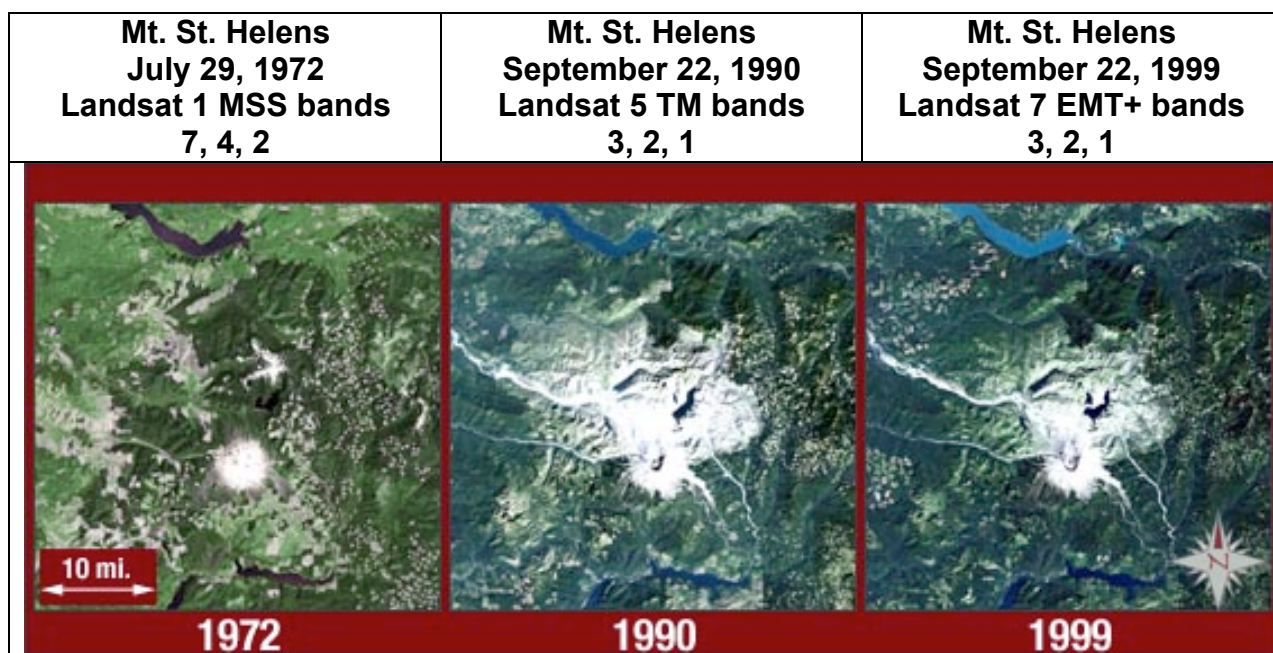 Mt. St. Helens
July 29, 1972
Landsat 1 MSS bands
7, 4, 2
Mt. St. Helens
September 22, 1990
Landsat 5 TM bands
3, 2, 1
Mt. St. Helens
September 22, 1999
Landsat 7 EMT+ bands
3, 2, 1
10 mi.
N
1972
1990
1999